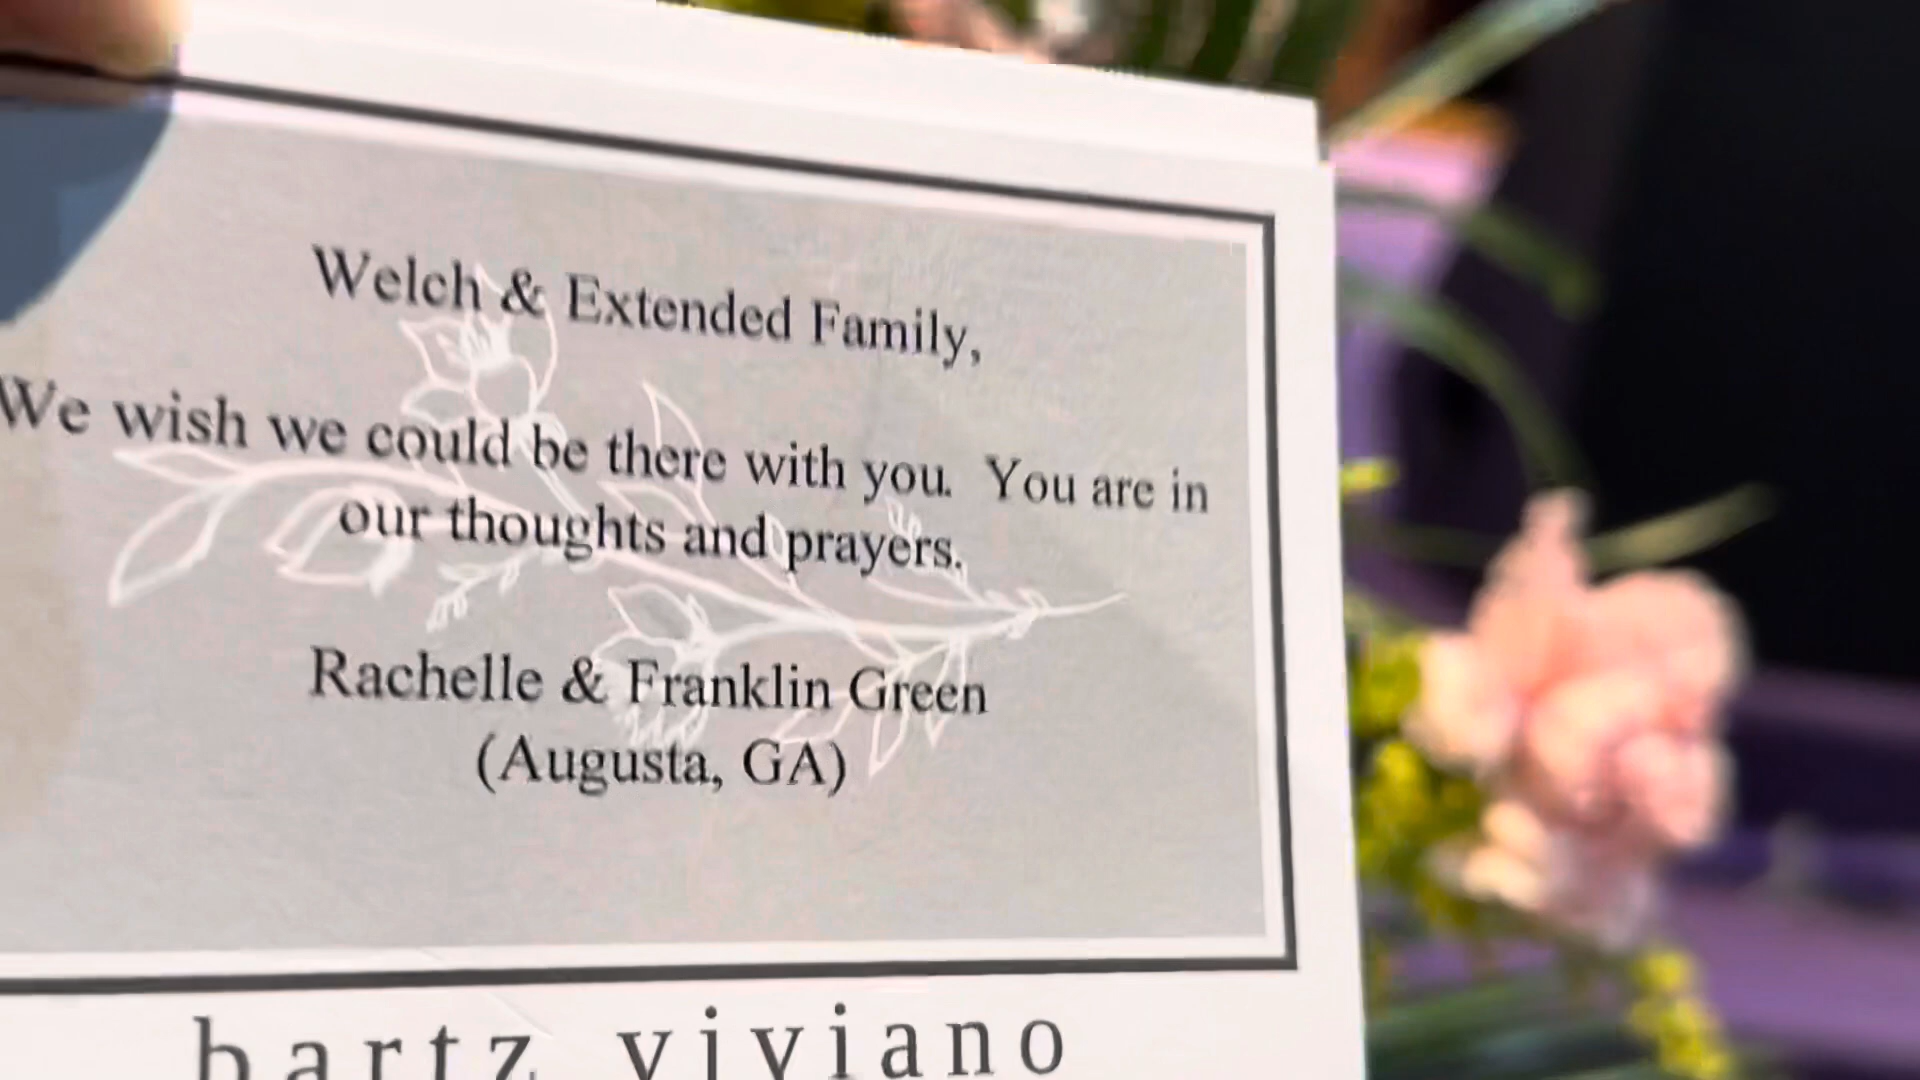 Welch & Extended Family,
We wish we could be there with you. You are in
our thoughts and prayers.
Rachelle & Franklin Green
(Augusta, GA)
bartz viviano